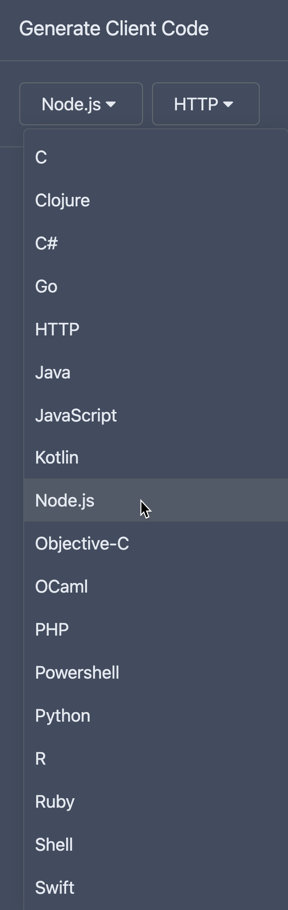 Generate Client Code
Node.js HTTP
C
Clojure
C#
Go
HTTP
Java
JavaScript
Kotlin
Node.js
Objective-C
OCaml
PHP
Powershell
Python
R
Ruby
Shell
Swift